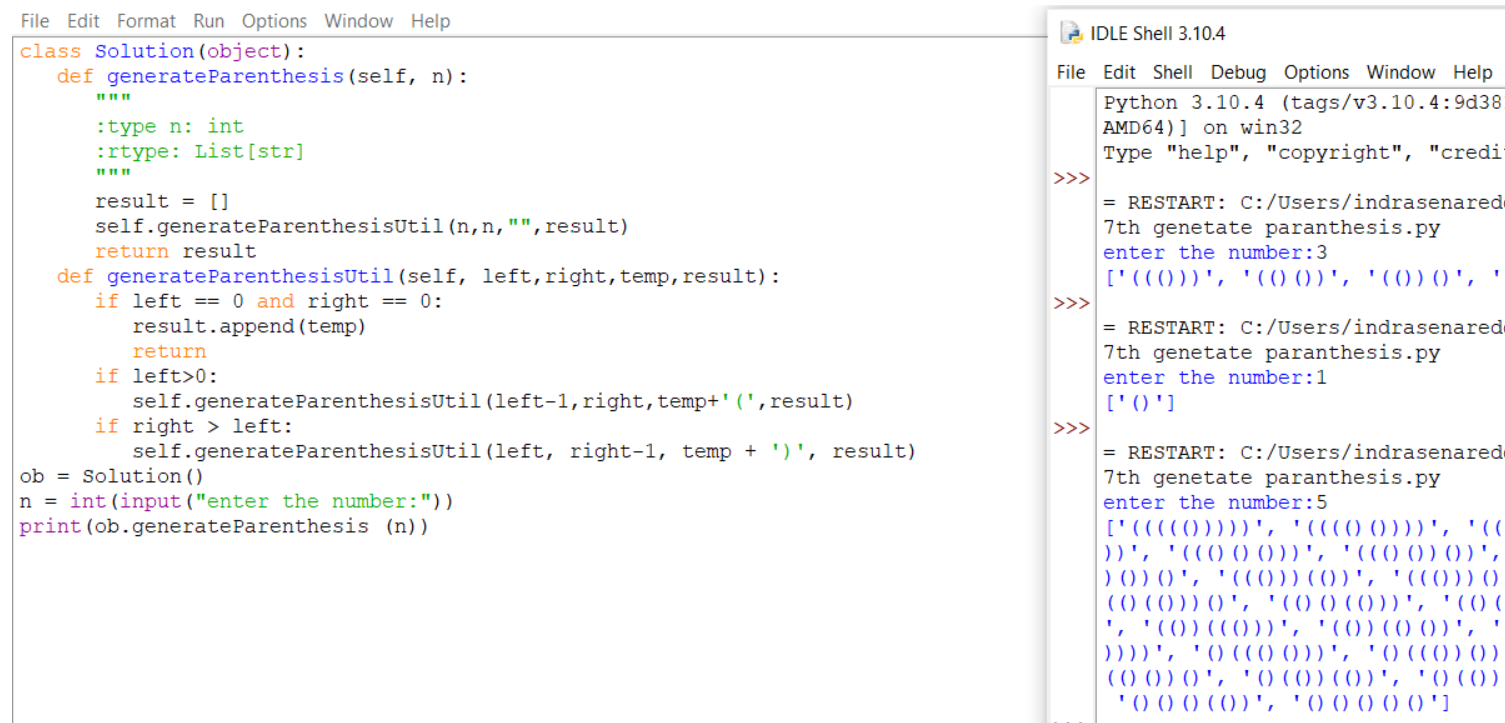 File Edit Format Run Options Window Help
class Solution(object):
   def generateParenthesis(self, n):
      """
      :type n: int
      :rtype: List[str]
      """
      result = []
      self.generateParenthesisUtil(n,n,"",result)
      return result
   def generateParenthesisUtil(self, left,right,temp,result):
      if left == 0 and right == 0:
         result.append(temp)
         return
      if left>0:
         self.generateParenthesisUtil(left-1,right,temp+'(',result)
      if right > left:
         self.generateParenthesisUtil(left, right-1, temp + ')', result)
ob = Solution()
n = int(input("enter the number:"))
print(ob.generateParenthesis (n))
IDLE Shell 3.10.4
File Edit Shell Debug Options Window Help
Python 3.10.4 (tags/v3.10.4:9d38
AMD64)] on win32
Type "help", "copyright", "credi
>>>
= RESTART: C:/Users/indrasenared
7th genetate paranthesis.py
enter the number:3
['((()))', '(()())', '(())()', '
>>>
= RESTART: C:/Users/indrasenared
7th genetate paranthesis.py
enter the number:1
['()']
>>>
= RESTART: C:/Users/indrasenared
7th genetate paranthesis.py
enter the number:5
['((((()))))', '(((()())))', '((
))', '((()()()))', '((()())())',
)())()', '((()))(())', '((()))()
(()(()))()', '(()()(()))', '(()(
', '(())((()))', '(())(()())', '
))))', '()((()()))', '()((())())
(()())()', '()(())(())', '()(())
 '()()()(())', '()()()()()']